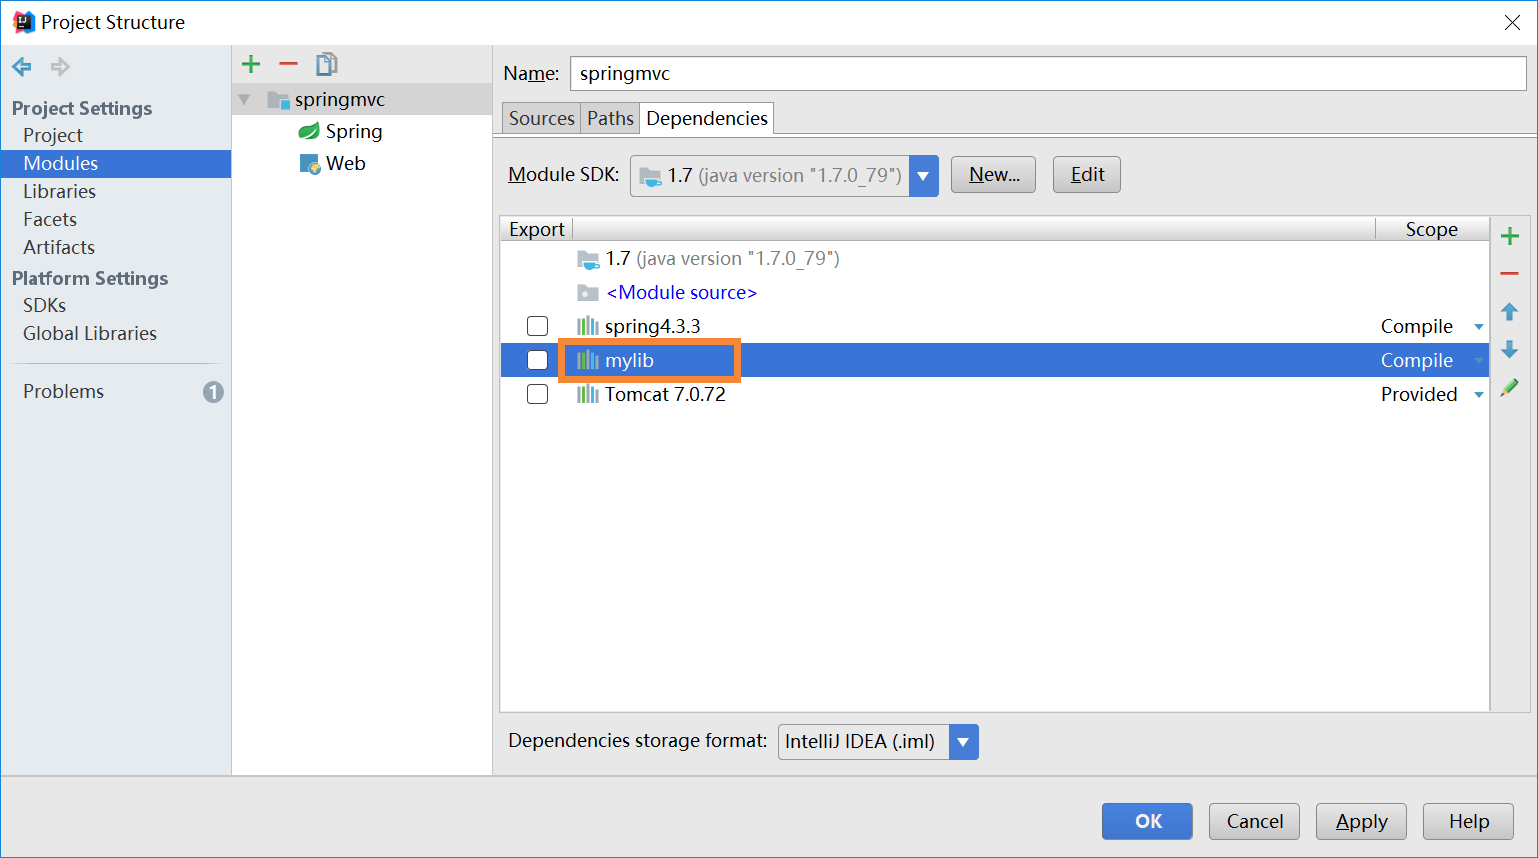 Project Structure
Project Settings
Project
Modules
Libraries
Facets
Artifacts
Platform Settings
SDKs
Global Libraries
Problems 1
springmvc
Spring
Web
Name: springmvc
Sources Paths Dependencies
Module SDK: 1.7 (java version "1.7.0_79") New... Edit
Export Scope
1.7 (java version "1.7.0_79")
<Module source>
spring4.3.3 Compile
mylib Compile
Tomcat 7.0.72 Provided
Dependencies storage format: IntelliJ IDEA (.iml)
OK Cancel Apply Help